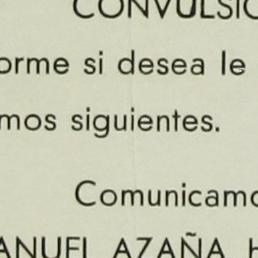 CONVULSIO
orme si desea le
mos siguientes.
Comunicamo
ANUEL AZAÑA h